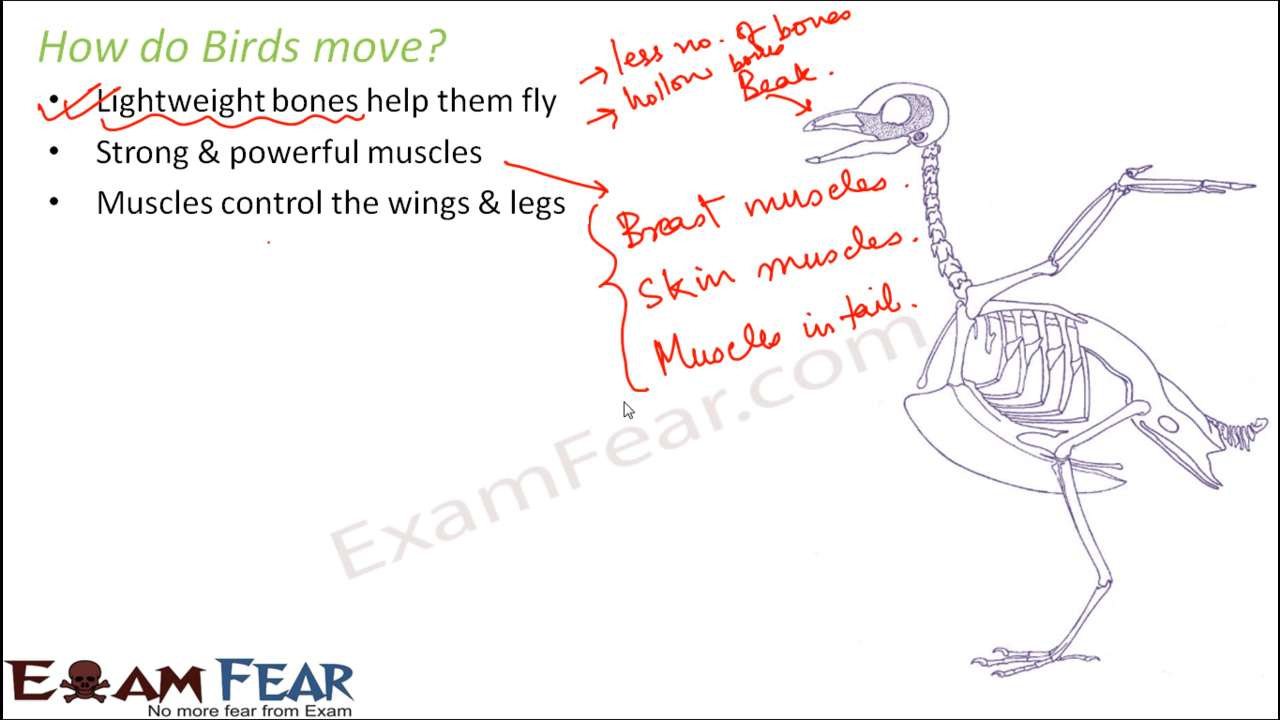 How do Birds move?
• Lightweight bones help them fly
• Strong & powerful muscles
• Muscles control the wings & legs
→ less no. of bones
→ hollow bones
Beak.
Breast muscles.
Skin muscles.
Muscles in tail.
ExamFear.com
EXAM FEAR
No more fear from Exam